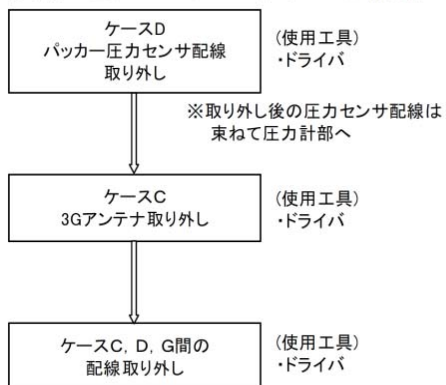 ケースD
パッカー圧力センサ配線
取り外し
(使用工具)
・ドライバ
※取り外し後の圧力センサ配線は
束ねて圧力計部へ
ケースC
3Gアンテナ取り外し
(使用工具)
・ドライバ
ケースC, D, G間の
配線取り外し
(使用工具)
・ドライバ